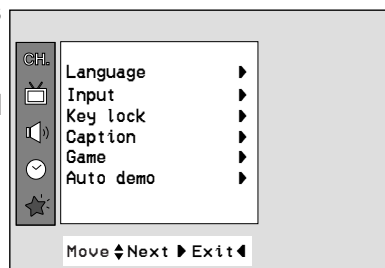 CH.
Language ▶
Input ▶
Key lock ▶
Caption ▶
Game ▶
Auto demo ▶
Move ▲▼ Next ▶ Exit ◀